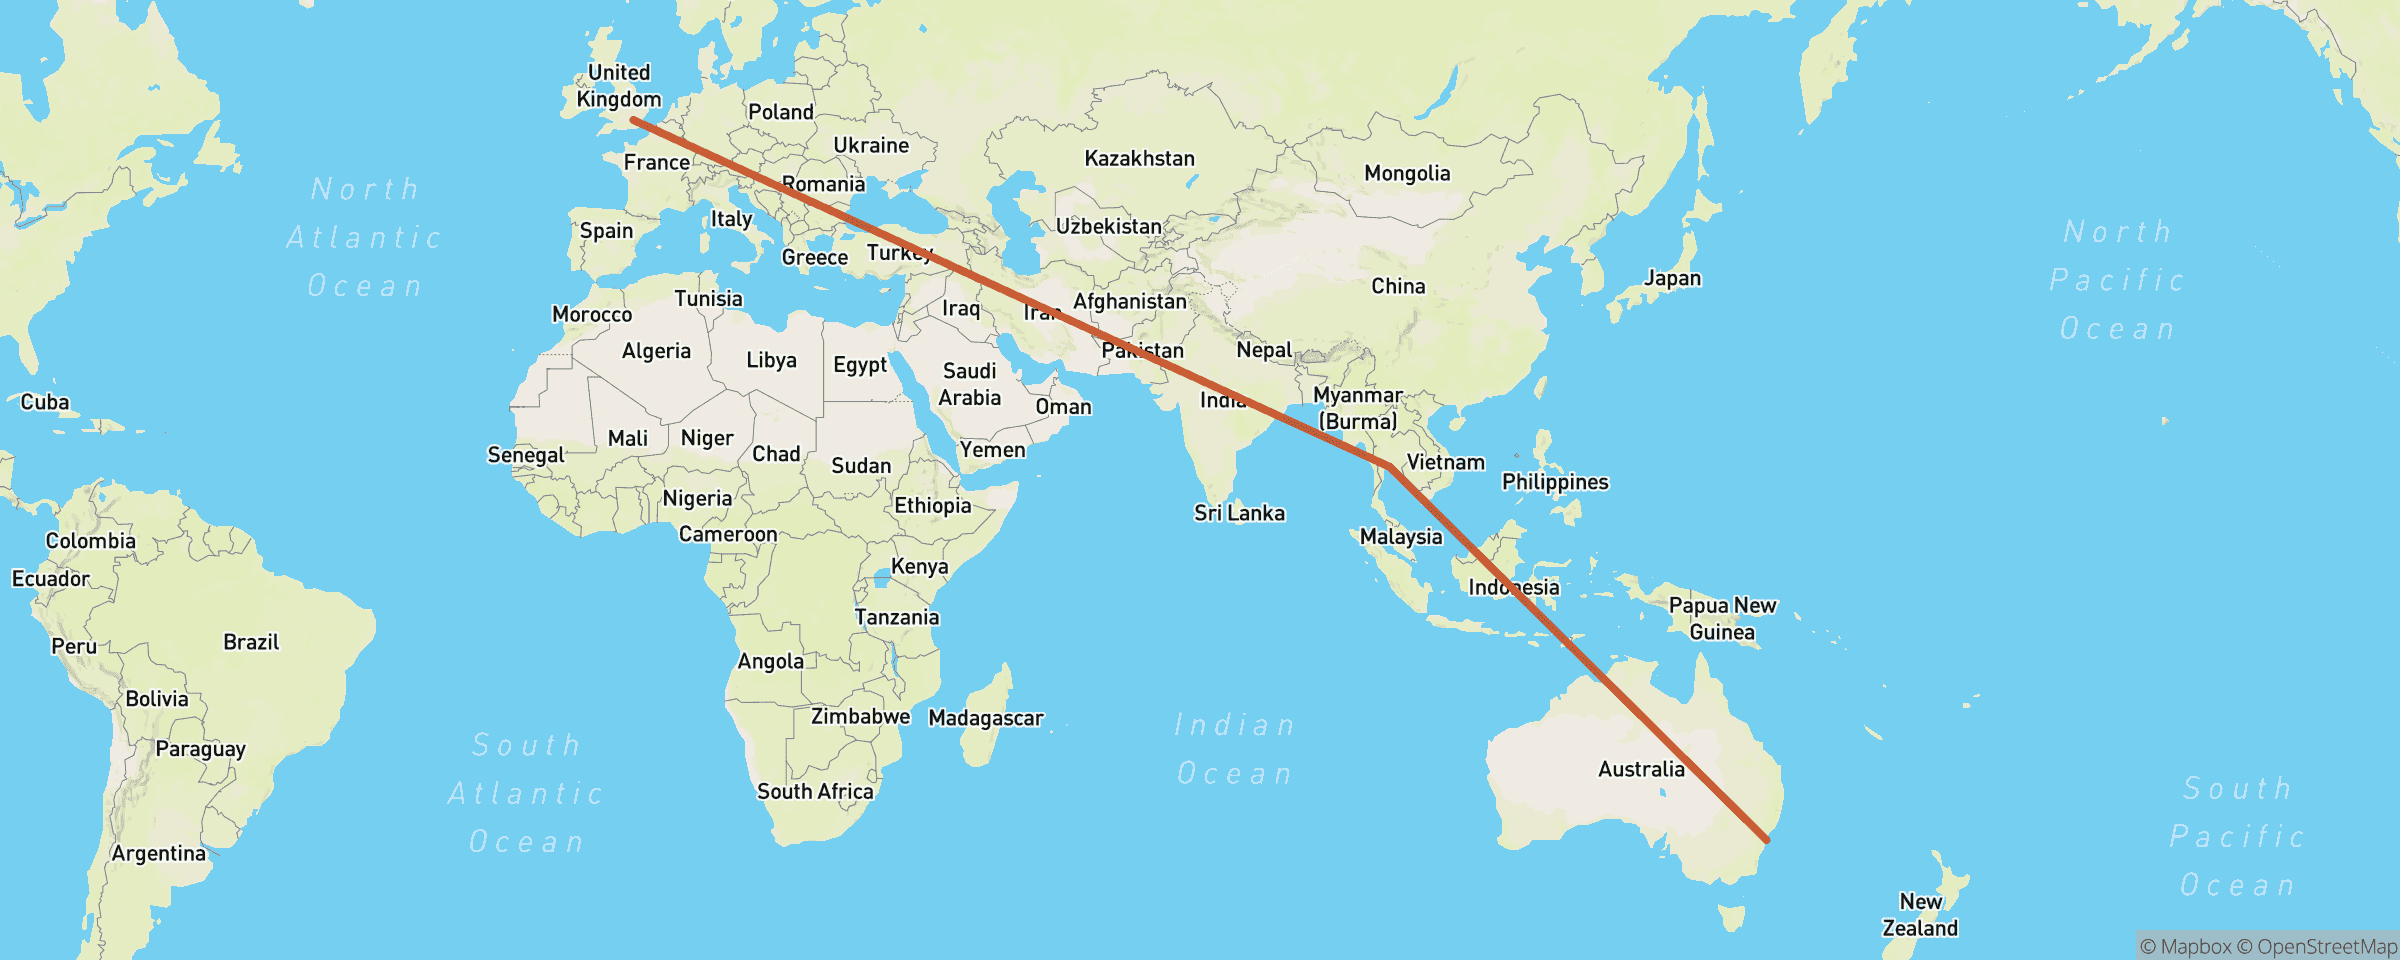 United
Kingdom
Poland
Ukraine
France
Romania
Kazakhstan
Mongolia
North
Atlantic
Ocean
Spain
Italy
Greece
Turkey
Uzbekistan
North
Pacific
Ocean
Morocco
Tunisia
Iraq
Iran
Afghanistan
China
Japan
Algeria
Libya
Egypt
Saudi
Arabia
Pakistan
Nepal
Cuba
Oman
India
Myanmar
(Burma)
Senegal
Mali
Niger
Chad
Sudan
Yemen
Vietnam
Philippines
Nigeria
Ethiopia
Sri Lanka
Cameroon
Malaysia
Colombia
Ecuador
Kenya
Indonesia
Papua New
Guinea
Peru
Brazil
Tanzania
Angola
Bolivia
Zimbabwe
Madagascar
Indian
Ocean
Paraguay
South
Atlantic
Ocean
South Africa
Australia
South
Pacific
Ocean
Argentina
New
Zealand
© Mapbox © OpenStreetMap